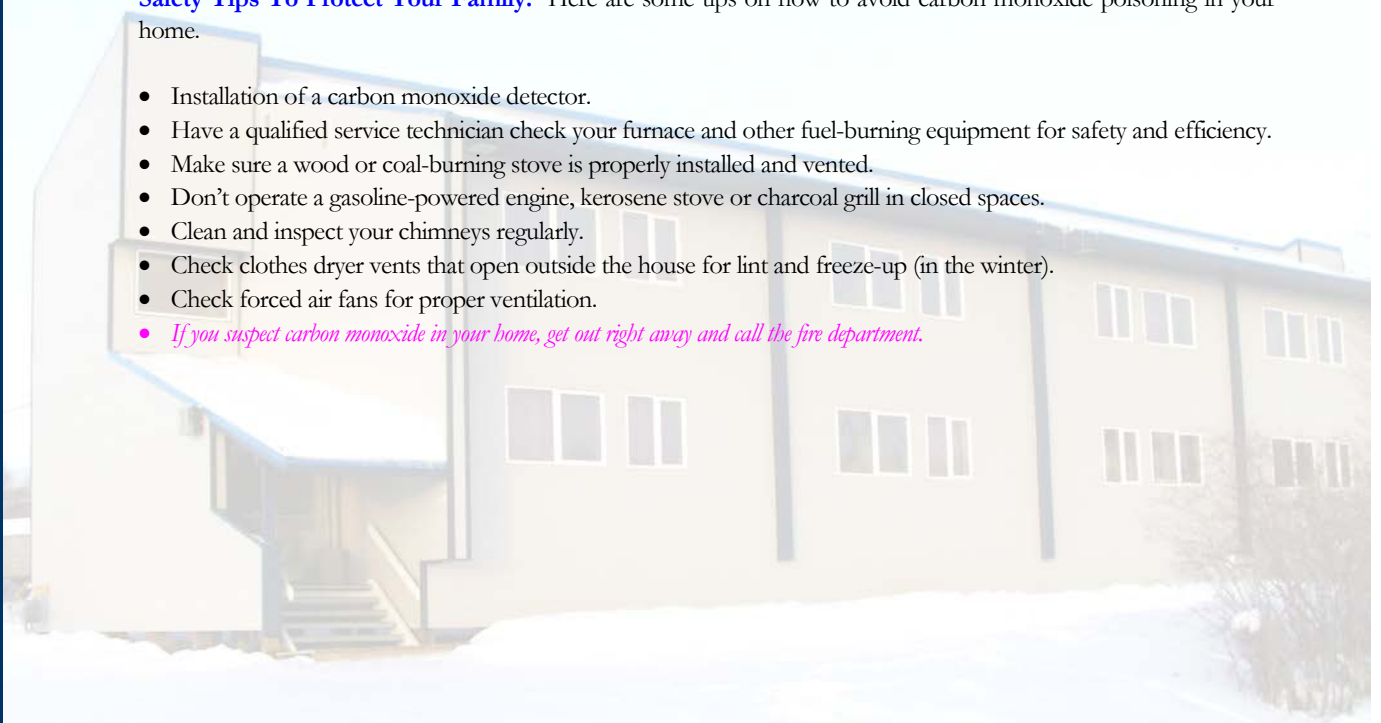 Safety Tips To Protect Your Family: Here are some tips on how to avoid carbon monoxide poisoning in your
home.
• Installation of a carbon monoxide detector.
• Have a qualified service technician check your furnace and other fuel-burning equipment for safety and efficiency.
• Make sure a wood or coal-burning stove is properly installed and vented.
• Don’t operate a gasoline-powered engine, kerosene stove or charcoal grill in closed spaces.
• Clean and inspect your chimneys regularly.
• Check clothes dryer vents that open outside the house for lint and freeze-up (in the winter).
• Check forced air fans for proper ventilation.
• If you suspect carbon monoxide in your home, get out right away and call the fire department.